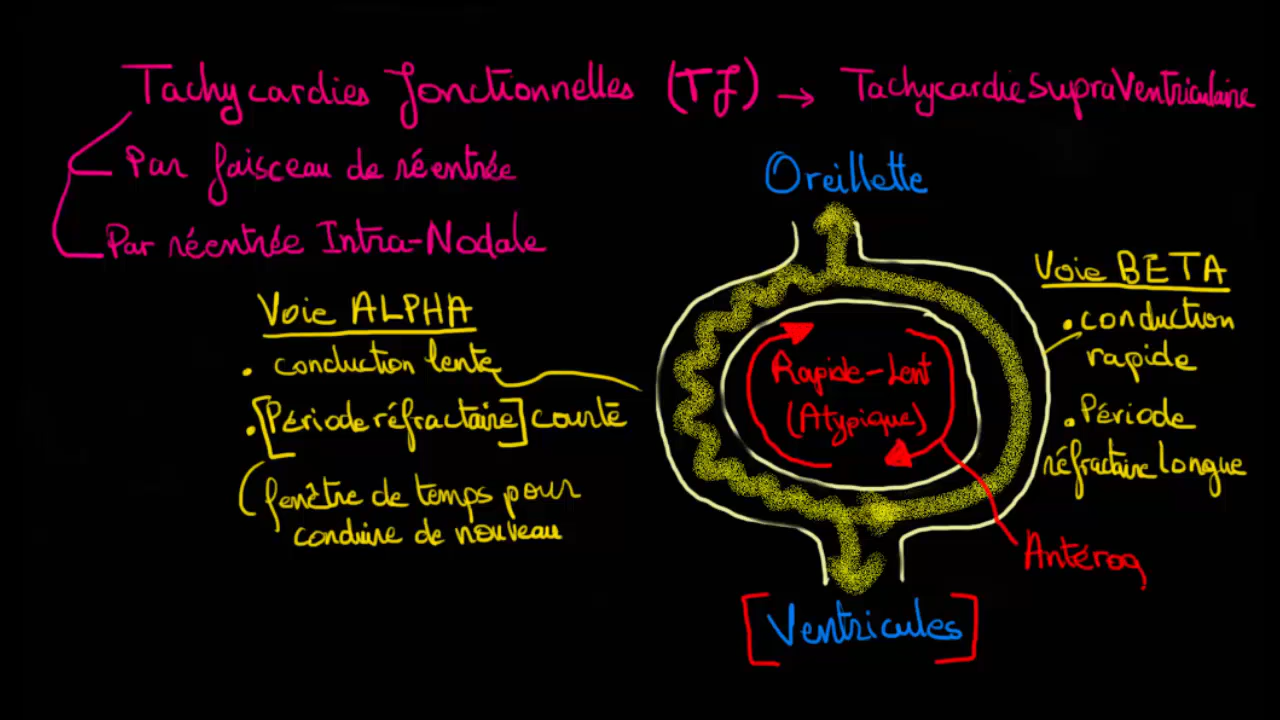 Tachycardies Jonctionnelles (TJ) → TachycardieSupraVentriculaire
Par faisceau de réentrée
Par réentrée Intra-Nodale
Oreillette
Voie ALPHA
• conduction lente
• [Période réfractaire] courte
(fenêtre de temps pour
conduire de nouveau
Rapide-Lent
(Atypique)
Voie BETA
• conduction
rapide
• Période
réfractaire longue
Antérog
[Ventricules]